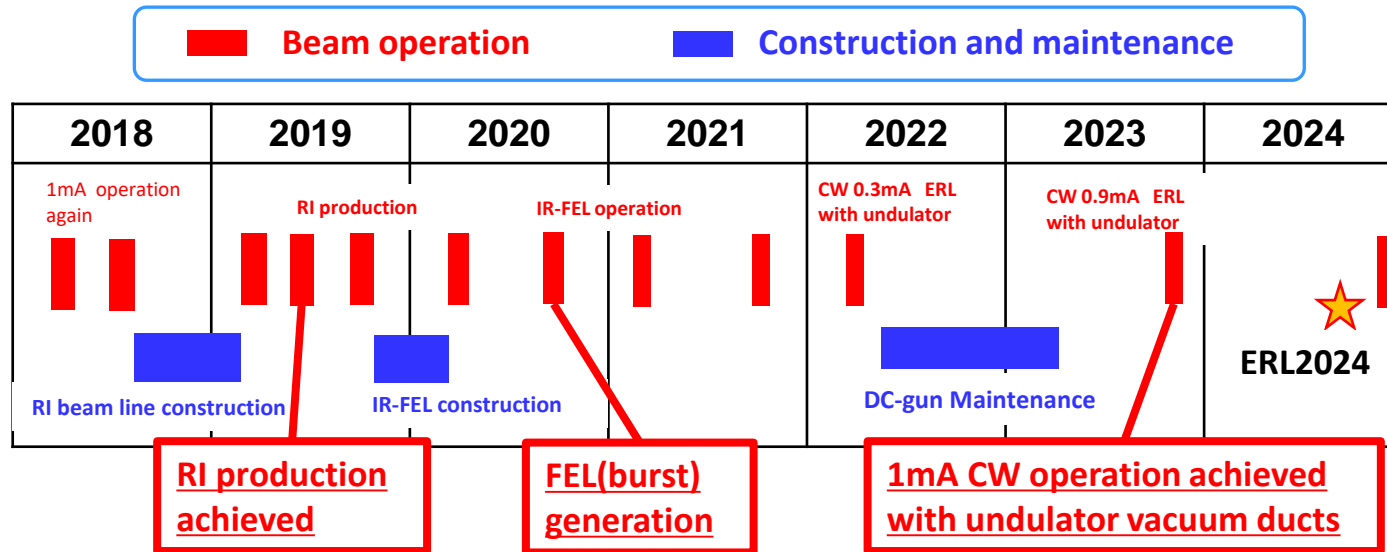 Beam operation
Construction and maintenance
2018
2019
2020
2021
2022
2023
2024
1mA operation
again
RI production
IR-FEL operation
CW 0.3mA ERL
with undulator
CW 0.9mA ERL
with undulator
ERL2024
RI beam line construction
IR-FEL construction
DC-gun Maintenance
RI production
achieved
FEL(burst)
generation
1mA CW operation achieved
with undulator vacuum ducts